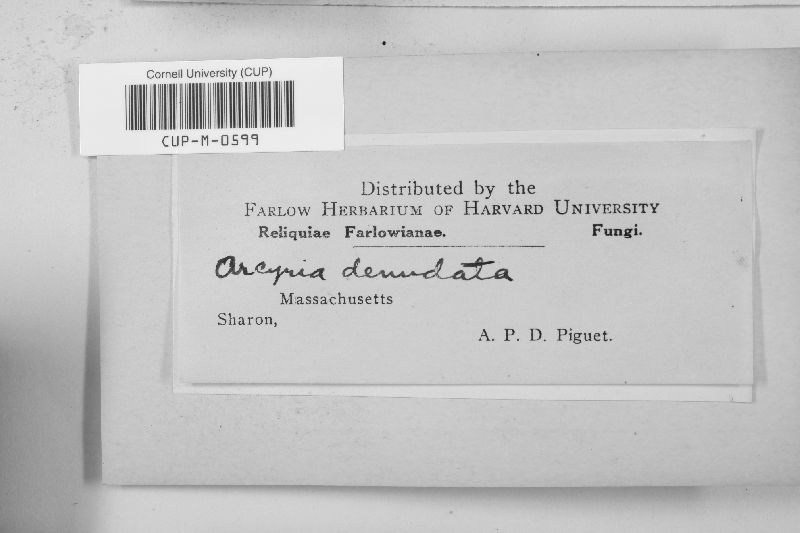 Cornell University (CUP)
CUP-M-0599
Distributed by the
FARLOW HERBARIUM OF HARVARD UNIVERSITY
Reliquiae Farlowianae. Fungi.
Arcyria denudata
Massachusetts
Sharon,
A. P. D. Piguet.